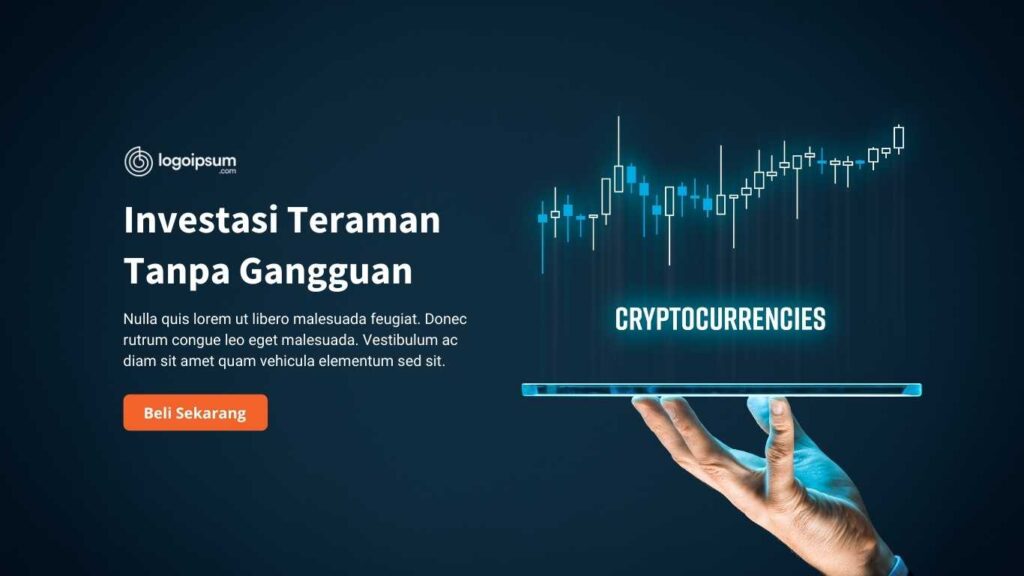 logoipsum
.com
Investasi Teraman
Tanpa Gangguan
Nulla quis lorem ut libero malesuada feugiat. Donec
rutrum congue leo eget malesuada. Vestibulum ac
diam sit amet quam vehicula elementum sed sit.
Beli Sekarang
CRYPTOCURRENCIES